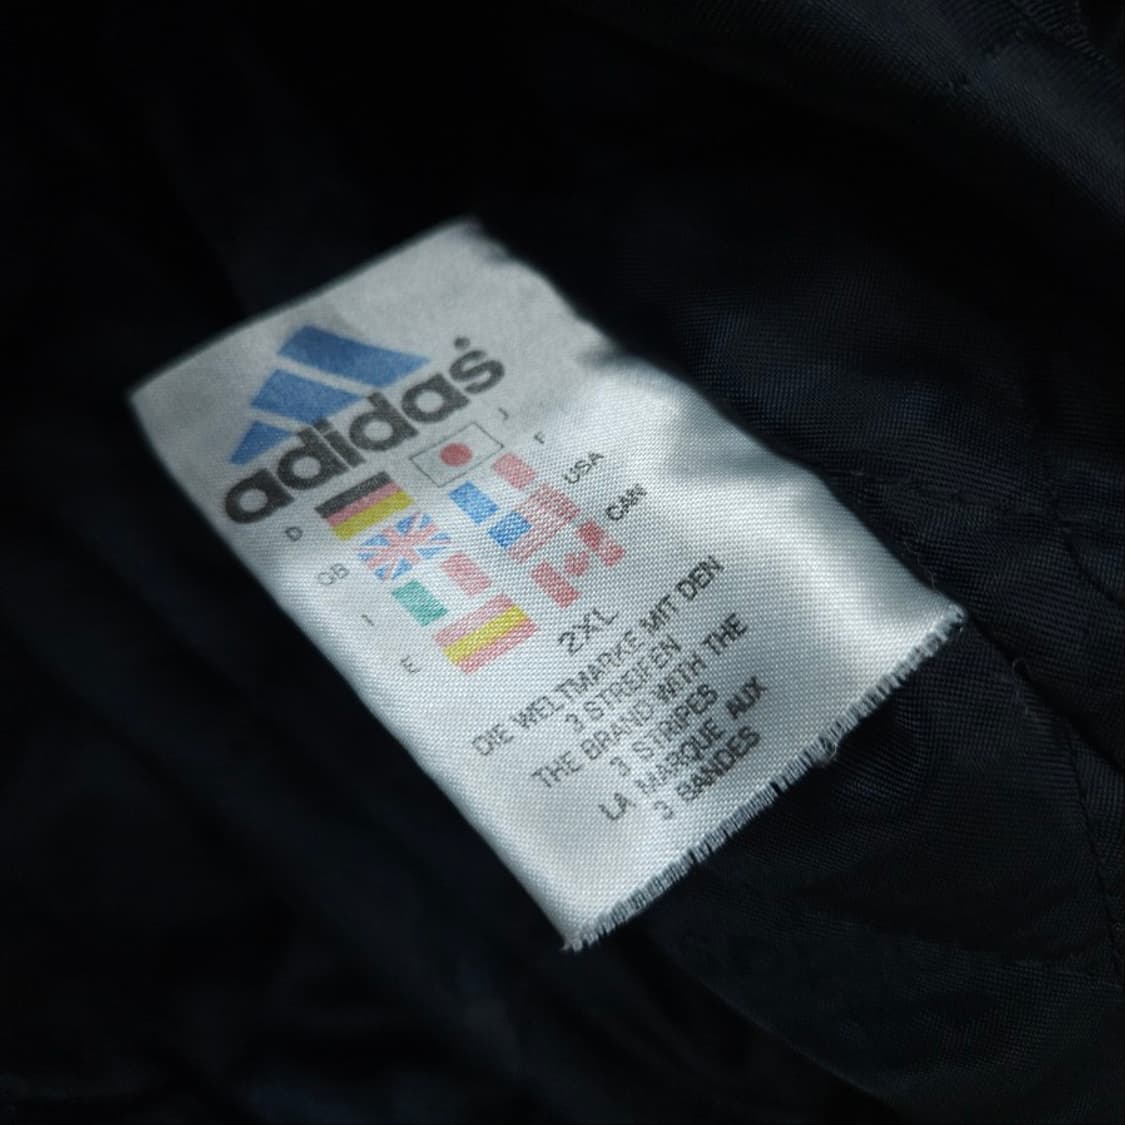 adidas
D J
GB F
I USA
E CAN
2XL
DIE WELTMARKE MIT DEN
3 STREIFEN
THE BRAND WITH THE
3 STRIPES
LA MARQUE AUX
3 BANDES